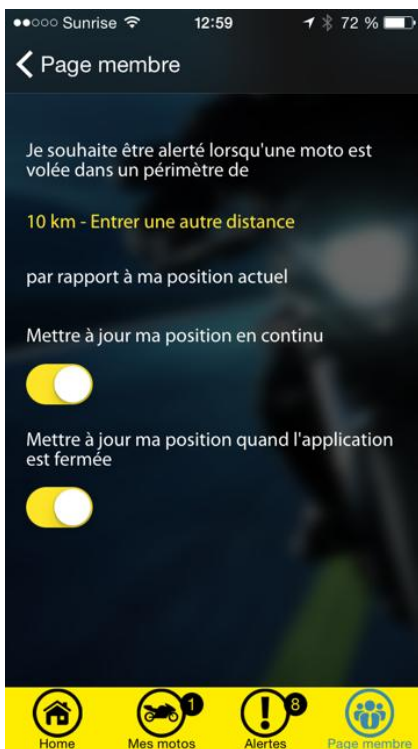 Sunrise 12:59 72 %
Page membre
Je souhaite être alerté lorsqu'une moto est
volée dans un périmètre de
10 km - Entrer une autre distance
par rapport à ma position actuel
Mettre à jour ma position en continu
Mettre à jour ma position quand l'application
est fermée
1 8
Home Mes motos Alertes Page membre